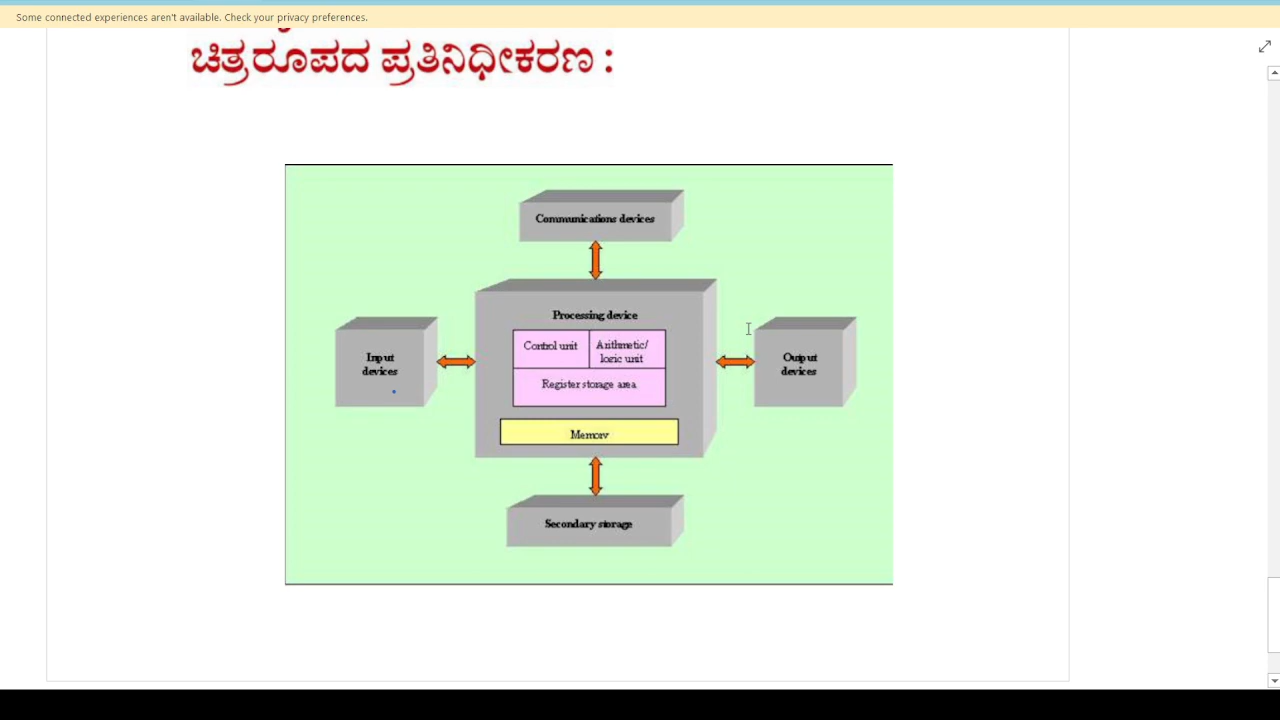 Some connected experiences aren't available. Check your privacy preferences.
ಚಿತ್ರರೂಪದ ಪ್ರತಿನಿಧೀಕರಣ :
Communications devices
Processing device
Control unit
Arithmetic/
logic unit
Register storage area
Memory
Input
devices
Output
devices
Secondary storage